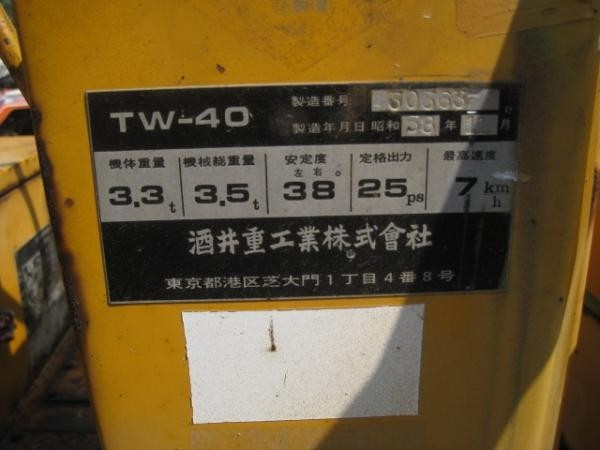 TW-40
製造番号 30363
製造年月日 昭和 58 年 月
機体重量 機械総重量 安定度 定格出力 最高速度
左右
3.3t 3.5t 38° 25ps 7km/h
酒井重工業株式會社
東京都港区芝大門1丁目4番8号